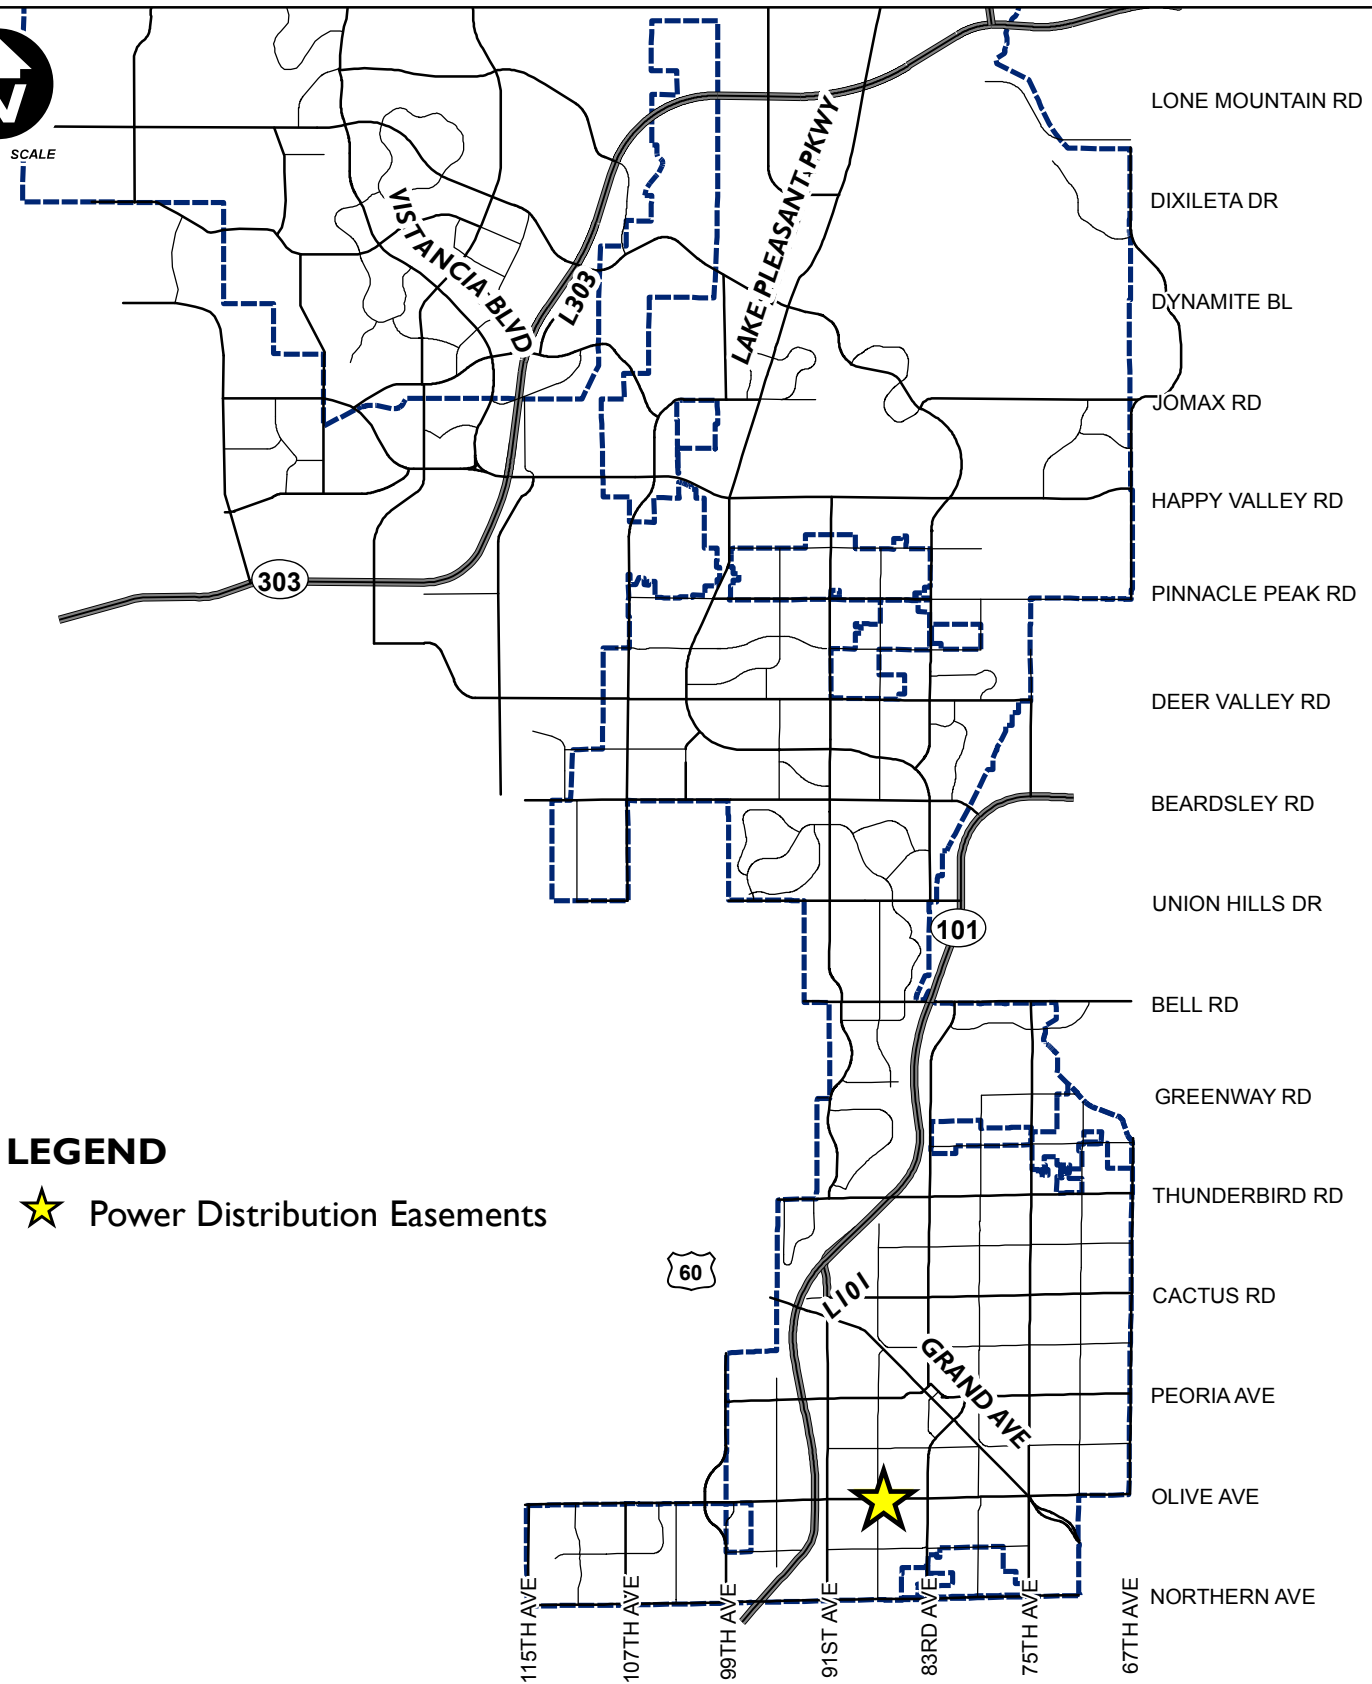 LONE MOUNTAIN RD
N
SCALE
DIXILETA DR
VISTANCIA BLVD
L303
LAKE PLEASANT PKWY
DYNAMITE BL
JOMAX RD
HAPPY VALLEY RD
303
PINNACLE PEAK RD
DEER VALLEY RD
BEARDSLEY RD
UNION HILLS DR
101
BELL RD
GREENWAY RD
LEGEND
Power Distribution Easements
THUNDERBIRD RD
60
L101
CACTUS RD
GRAND AVE
PEORIA AVE
OLIVE AVE
NORTHERN AVE
115TH AVE
107TH AVE
99TH AVE
91ST AVE
83RD AVE
75TH AVE
67TH AVE